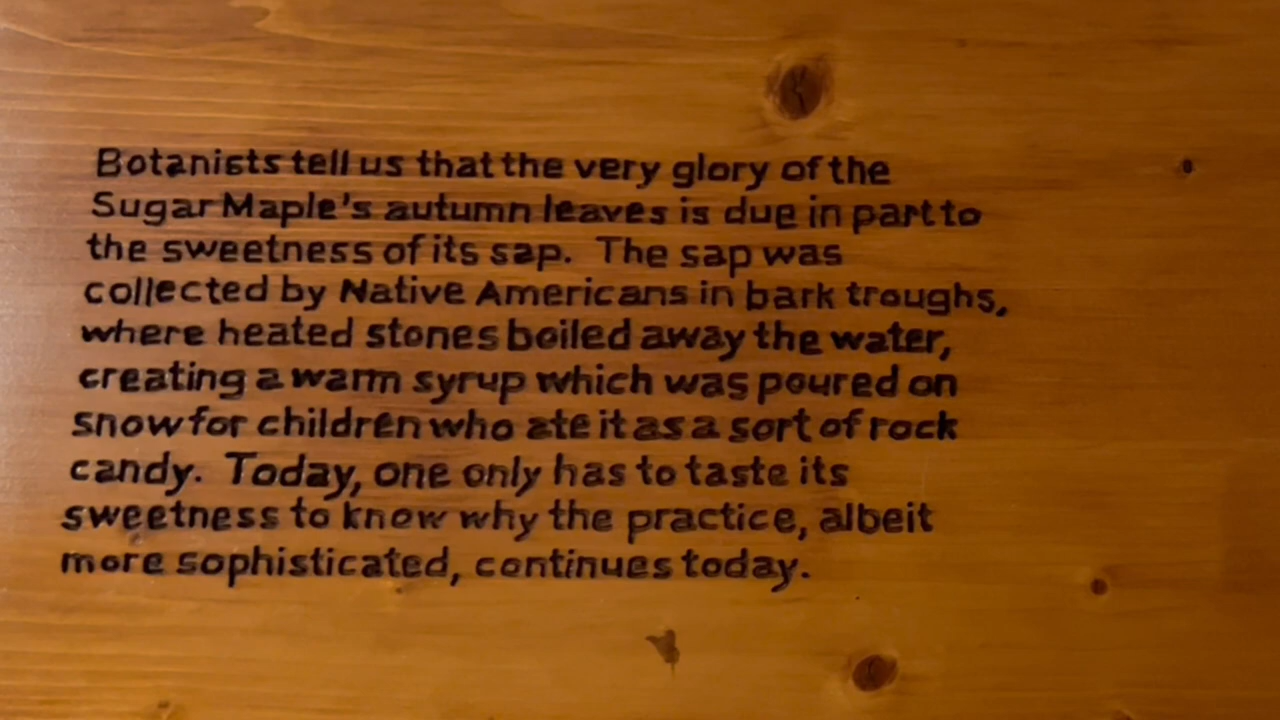 Botanists tell us that the very glory of the
Sugar Maple's autumn leaves is due in part to
the sweetness of its sap. The sap was
collected by Native Americans in bark troughs,
where heated stones boiled away the water,
creating a warm syrup which was poured on
snow for children who ate it as a sort of rock
candy. Today, one only has to taste its
sweetness to know why the practice, albeit
more sophisticated, continues today.